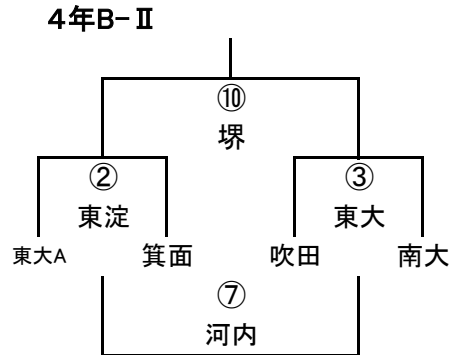 4年B-Ⅱ
⑩
堺
② ③
東淀 東大
東大A 箕面 吹田 南大
⑦
河内